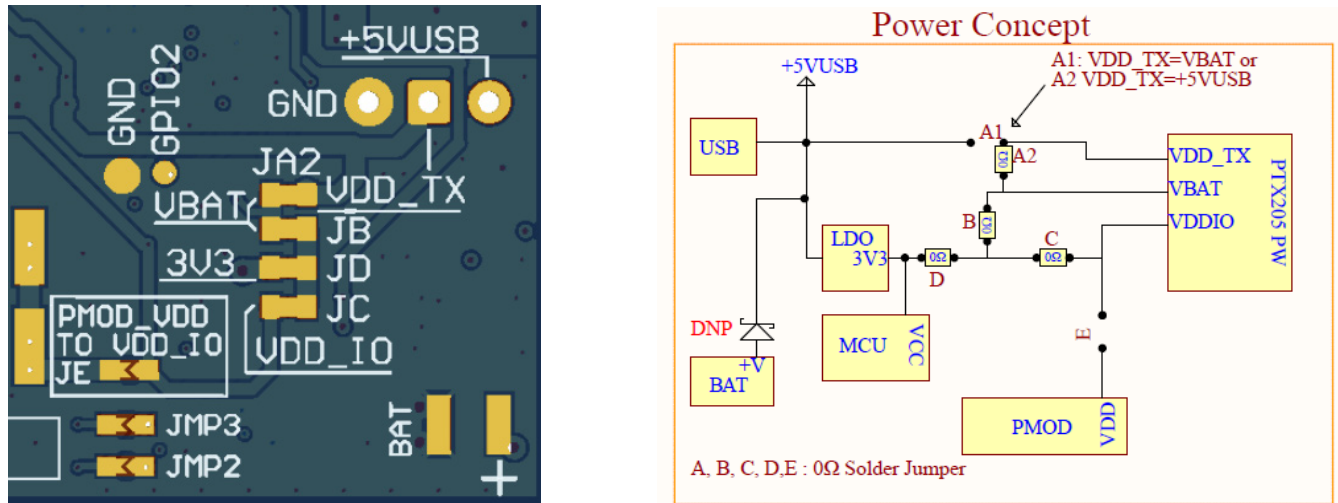 +5VUSB
GND
GND
GPIO2
JA2
VDD_TX
VBAT
JB
3V3
JD
JC
PMOD_VDD
TO VDD_IO
JE
VDD_IO
JMP3
JMP2
BAT
+
Power Concept
+5VUSB
A1: VDD_TX=VBAT or
A2 VDD_TX=+5VUSB
USB
A1
A2
0Ω
VDD_TX
VBAT
VDDIO
PTX205 PW
B
0Ω
C
0Ω
LDO
3V3
0Ω
D
DNP
+V
BAT
MCU
VCC
E
PMOD
VDD
A, B, C, D,E : 0Ω Solder Jumper